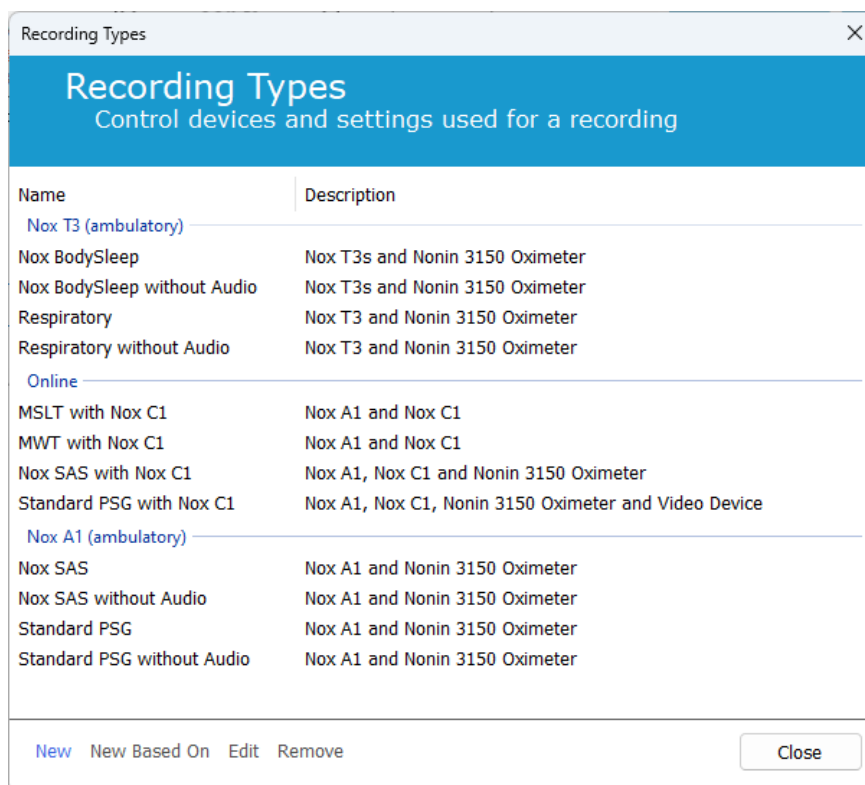 Recording Types
Recording Types
Control devices and settings used for a recording
Name Description
Nox T3 (ambulatory)
Nox BodySleep Nox T3s and Nonin 3150 Oximeter
Nox BodySleep without Audio Nox T3s and Nonin 3150 Oximeter
Respiratory Nox T3 and Nonin 3150 Oximeter
Respiratory without Audio Nox T3 and Nonin 3150 Oximeter
Online
MSLT with Nox C1 Nox A1 and Nox C1
MWT with Nox C1 Nox A1 and Nox C1
Nox SAS with Nox C1 Nox A1, Nox C1 and Nonin 3150 Oximeter
Standard PSG with Nox C1 Nox A1, Nox C1, Nonin 3150 Oximeter and Video Device
Nox A1 (ambulatory)
Nox SAS Nox A1 and Nonin 3150 Oximeter
Nox SAS without Audio Nox A1 and Nonin 3150 Oximeter
Standard PSG Nox A1 and Nonin 3150 Oximeter
Standard PSG without Audio Nox A1 and Nonin 3150 Oximeter
New New Based On Edit Remove Close